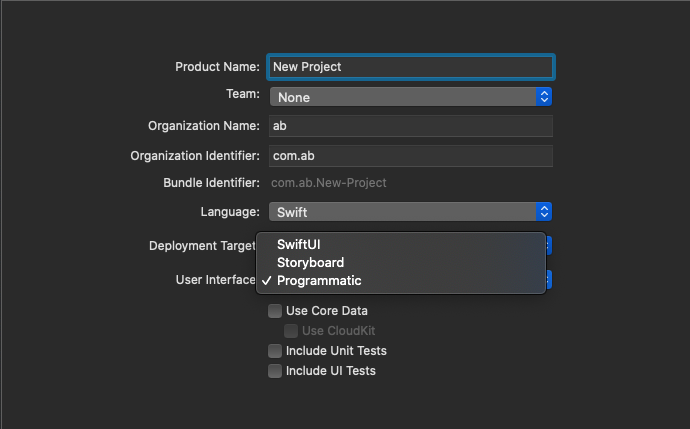 Product Name: New Project
Team: None
Organization Name: ab
Organization Identifier: com.ab
Bundle Identifier: com.ab.New-Project
Language: Swift
Deployment Target
SwiftUI
Storyboard
User Interface ✓ Programmatic
Use Core Data
Use CloudKit
Include Unit Tests
Include UI Tests